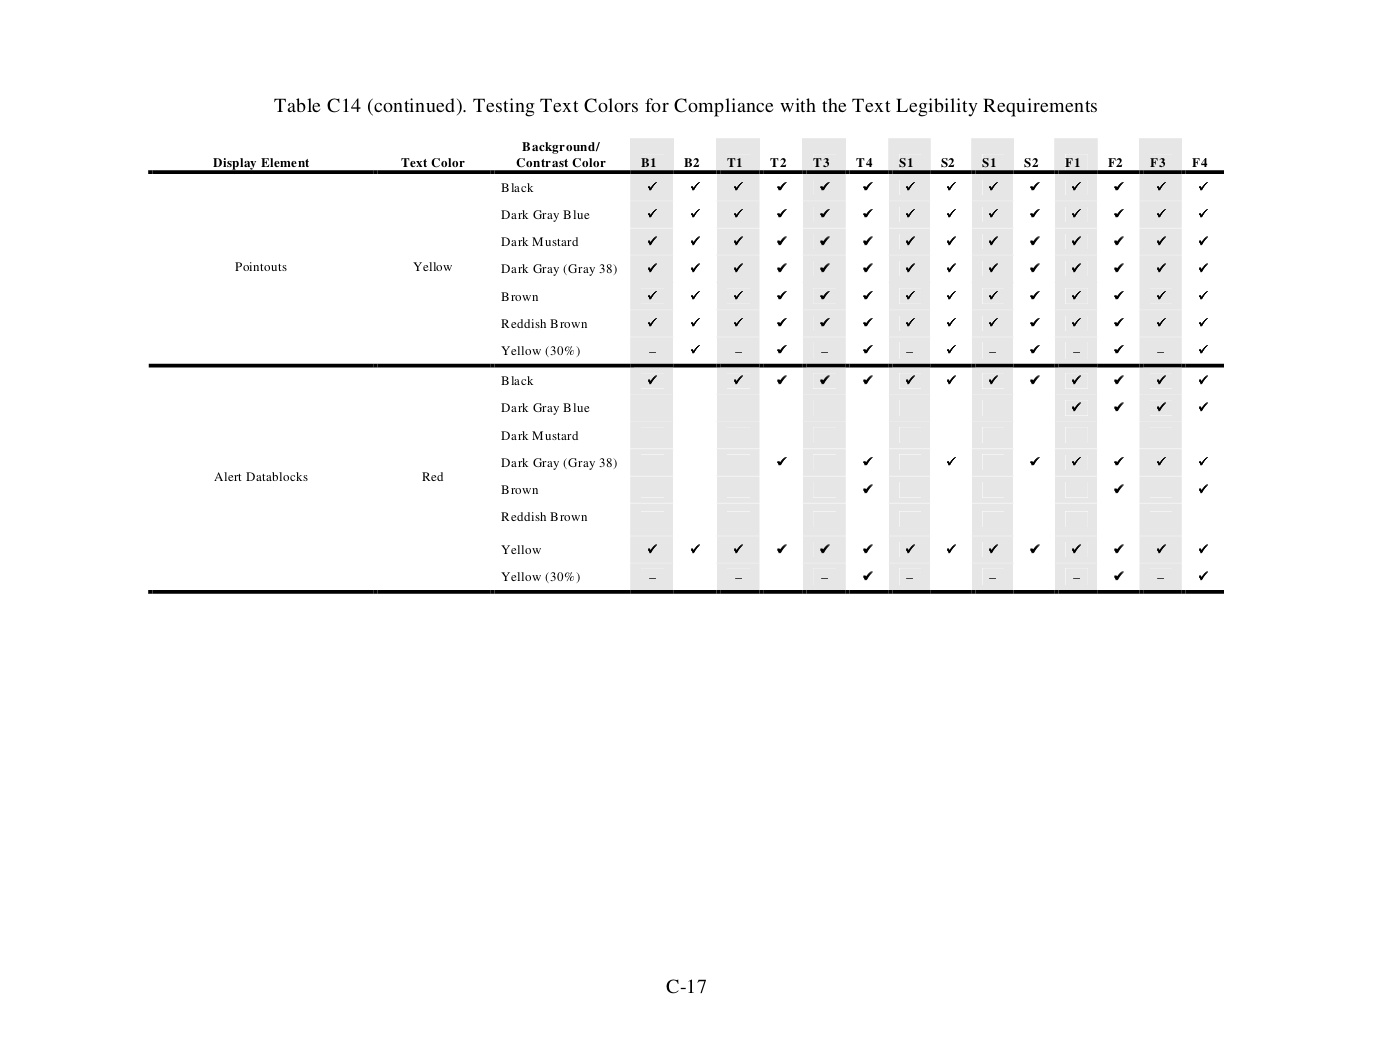 Table C14 (continued). Testing Text Colors for Compliance with the Text Legibility Requirements
Background/
Display Element Text Color Contrast Color B1 B2 T1 T2 T3 T4 S1 S2 S1 S2 F1 F2 F3 F4
Black ✔ ✔ ✔ ✔ ✔ ✔ ✔ ✔ ✔ ✔ ✔ ✔ ✔ ✔
Dark Gray Blue ✔ ✔ ✔ ✔ ✔ ✔ ✔ ✔ ✔ ✔ ✔ ✔ ✔ ✔
Dark Mustard ✔ ✔ ✔ ✔ ✔ ✔ ✔ ✔ ✔ ✔ ✔ ✔ ✔ ✔
Pointouts Yellow Dark Gray (Gray 38) ✔ ✔ ✔ ✔ ✔ ✔ ✔ ✔ ✔ ✔ ✔ ✔ ✔ ✔
Brown ✔ ✔ ✔ ✔ ✔ ✔ ✔ ✔ ✔ ✔ ✔ ✔ ✔ ✔
Reddish Brown ✔ ✔ ✔ ✔ ✔ ✔ ✔ ✔ ✔ ✔ ✔ ✔ ✔ ✔
Yellow (30%) – ✔ – ✔ – ✔ – ✔ – ✔ – ✔ – ✔
Black ✔ ✔ ✔ ✔ ✔ ✔ ✔ ✔ ✔ ✔ ✔ ✔ ✔
Dark Gray Blue ✔ ✔ ✔ ✔
Dark Mustard
Dark Gray (Gray 38) ✔ ✔ ✔ ✔ ✔ ✔ ✔ ✔
Alert Datablocks Red
Brown ✔ ✔ ✔
Reddish Brown
Yellow ✔ ✔ ✔ ✔ ✔ ✔ ✔ ✔ ✔ ✔ ✔ ✔ ✔ ✔
Yellow (30%) – – – ✔ – – – ✔ – ✔
C-17